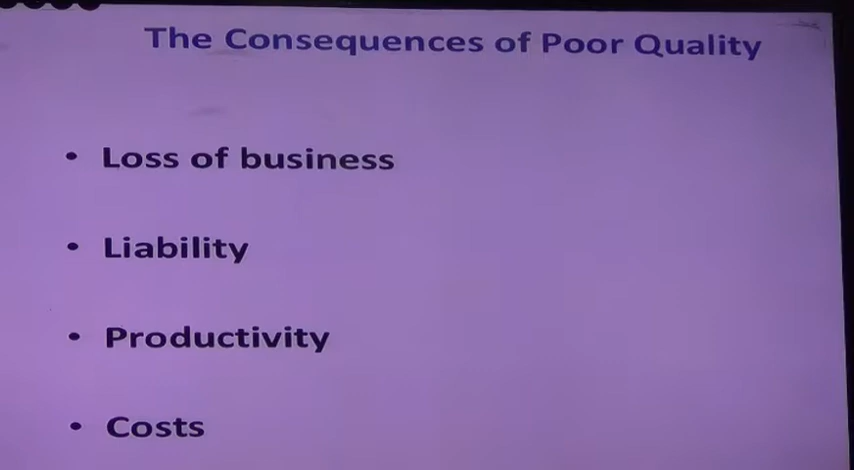 The Consequences of Poor Quality
• Loss of business
• Liability
• Productivity
• Costs